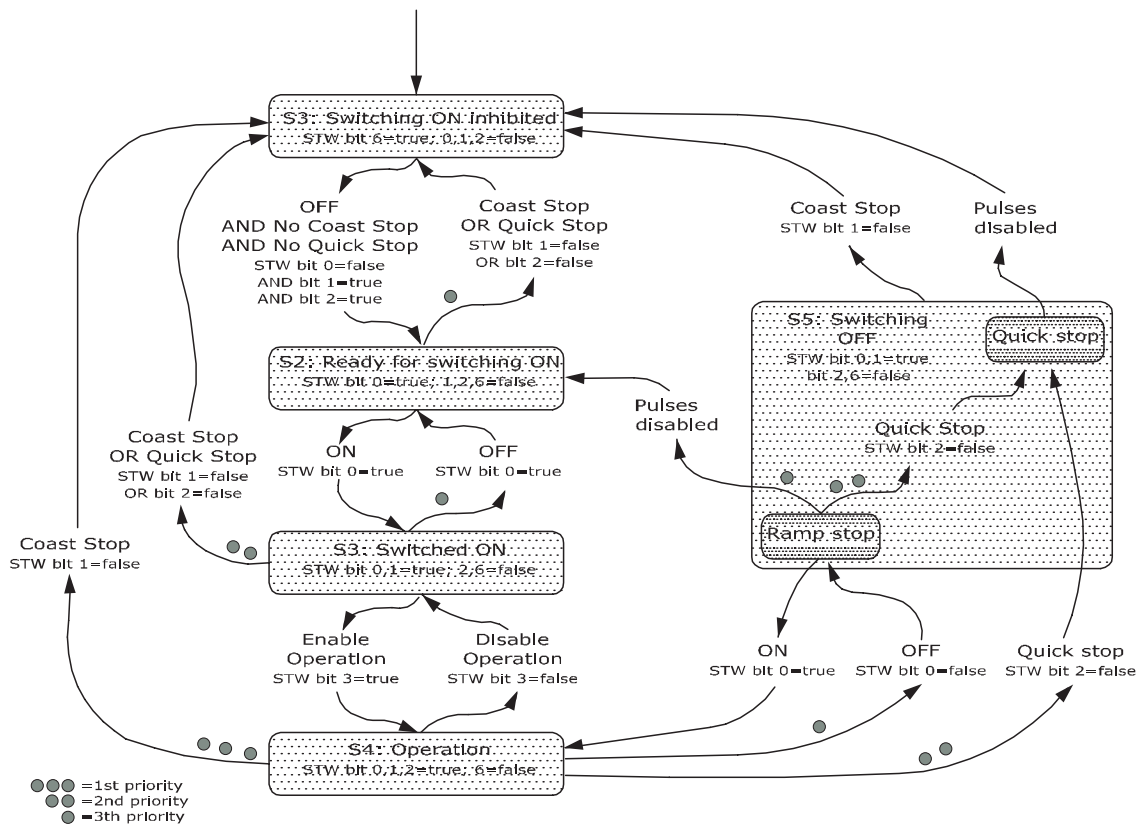 S3: Switching ON inhibited
STW bit 6=true; 0,1,2=false
OFF
AND No Coast Stop
AND No Quick Stop
STW bit 0=false
AND bit 1=true
AND bit 2=true
Coast Stop
OR Quick Stop
STW bit 1=false
OR bit 2=false
Coast Stop
STW bit 1=false
Pulses
disabled
S2: Ready for switching ON
STW bit 0=true; 1,2,6=false
S5: Switching
OFF
STW bit 0,1=true
bit 2,6=false
Quick stop
Pulses
disabled
Quick Stop
STW bit 2=false
Ramp stop
Coast Stop
OR Quick Stop
STW bit 1=false
OR bit 2=false
ON
STW bit 0=true
OFF
STW bit 0=true
Coast Stop
STW bit 1=false
S3: Switched ON
STW bit 0,1=true; 2,6=false
Enable
Operation
STW bit 3=true
Disable
Operation
STW bit 3=false
ON
STW bit 0=true
OFF
STW bit 0=false
Quick stop
STW bit 2=false
S4: Operation
STW bit 0,1,2=true; 6=false
=1st priority
=2nd priority
=3th priority